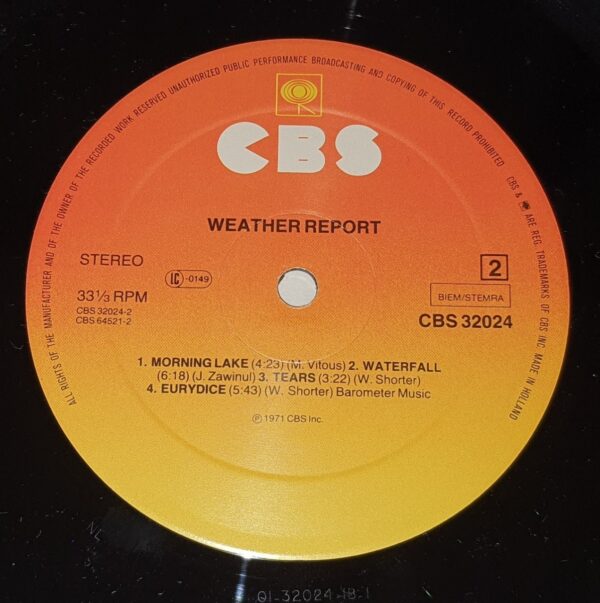 ALL RIGHTS OF THE MANUFACTURER AND OF THE OWNER OF THE RECORDED WORK RESERVED UNAUTHORIZED PUBLIC PERFORMANCE BROADCASTING AND COPYING OF THIS RECORD PROHIBITED
CBS & ARE REG. TRADEMARKS OF CBS INC. MADE IN HOLLAND
CBS
WEATHER REPORT
STEREO
LC -0149
2
33⅓ RPM
BIEM/STEMRA
CBS 32024-2
CBS 64521-2
CBS 32024
1. MORNING LAKE (4:23) (M. Vitous) 2. WATERFALL
(6:18) (J. Zawinul) 3. TEARS (3:22) (W. Shorter)
4. EURYDICE (5:43) (W. Shorter) Barometer Music
℗ 1971 CBS Inc.
NL